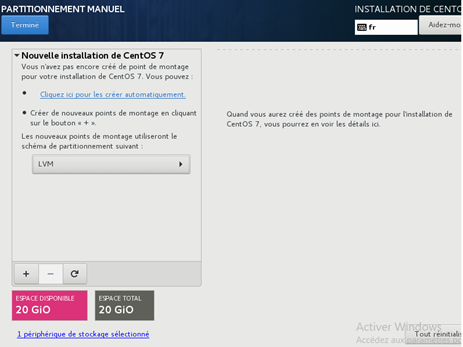 PARTITIONNEMENT MANUEL
INSTALLATION DE CENTO
Terminé
fr
Aidez-mo
Nouvelle installation de CentOS 7
Vous n'avez pas encore créé de point de montage
pour votre installation de CentOS 7. Vous pouvez :
Cliquez ici pour les créer automatiquement.
Créer de nouveaux points de montage en cliquant
sur le bouton « + ».
Les nouveaux points de montage utiliseront le
schéma de partitionnement suivant :
LVM
Quand vous aurez créé des points de montage pour l'installation de
CentOS 7, vous pourrez en voir les détails ici.
+ −
ESPACE DISPONIBLE
20 GiO
ESPACE TOTAL
20 GiO
1 périphérique de stockage sélectionné
Activer Windows
Accédez aux paramètres po
Tout réinitialis